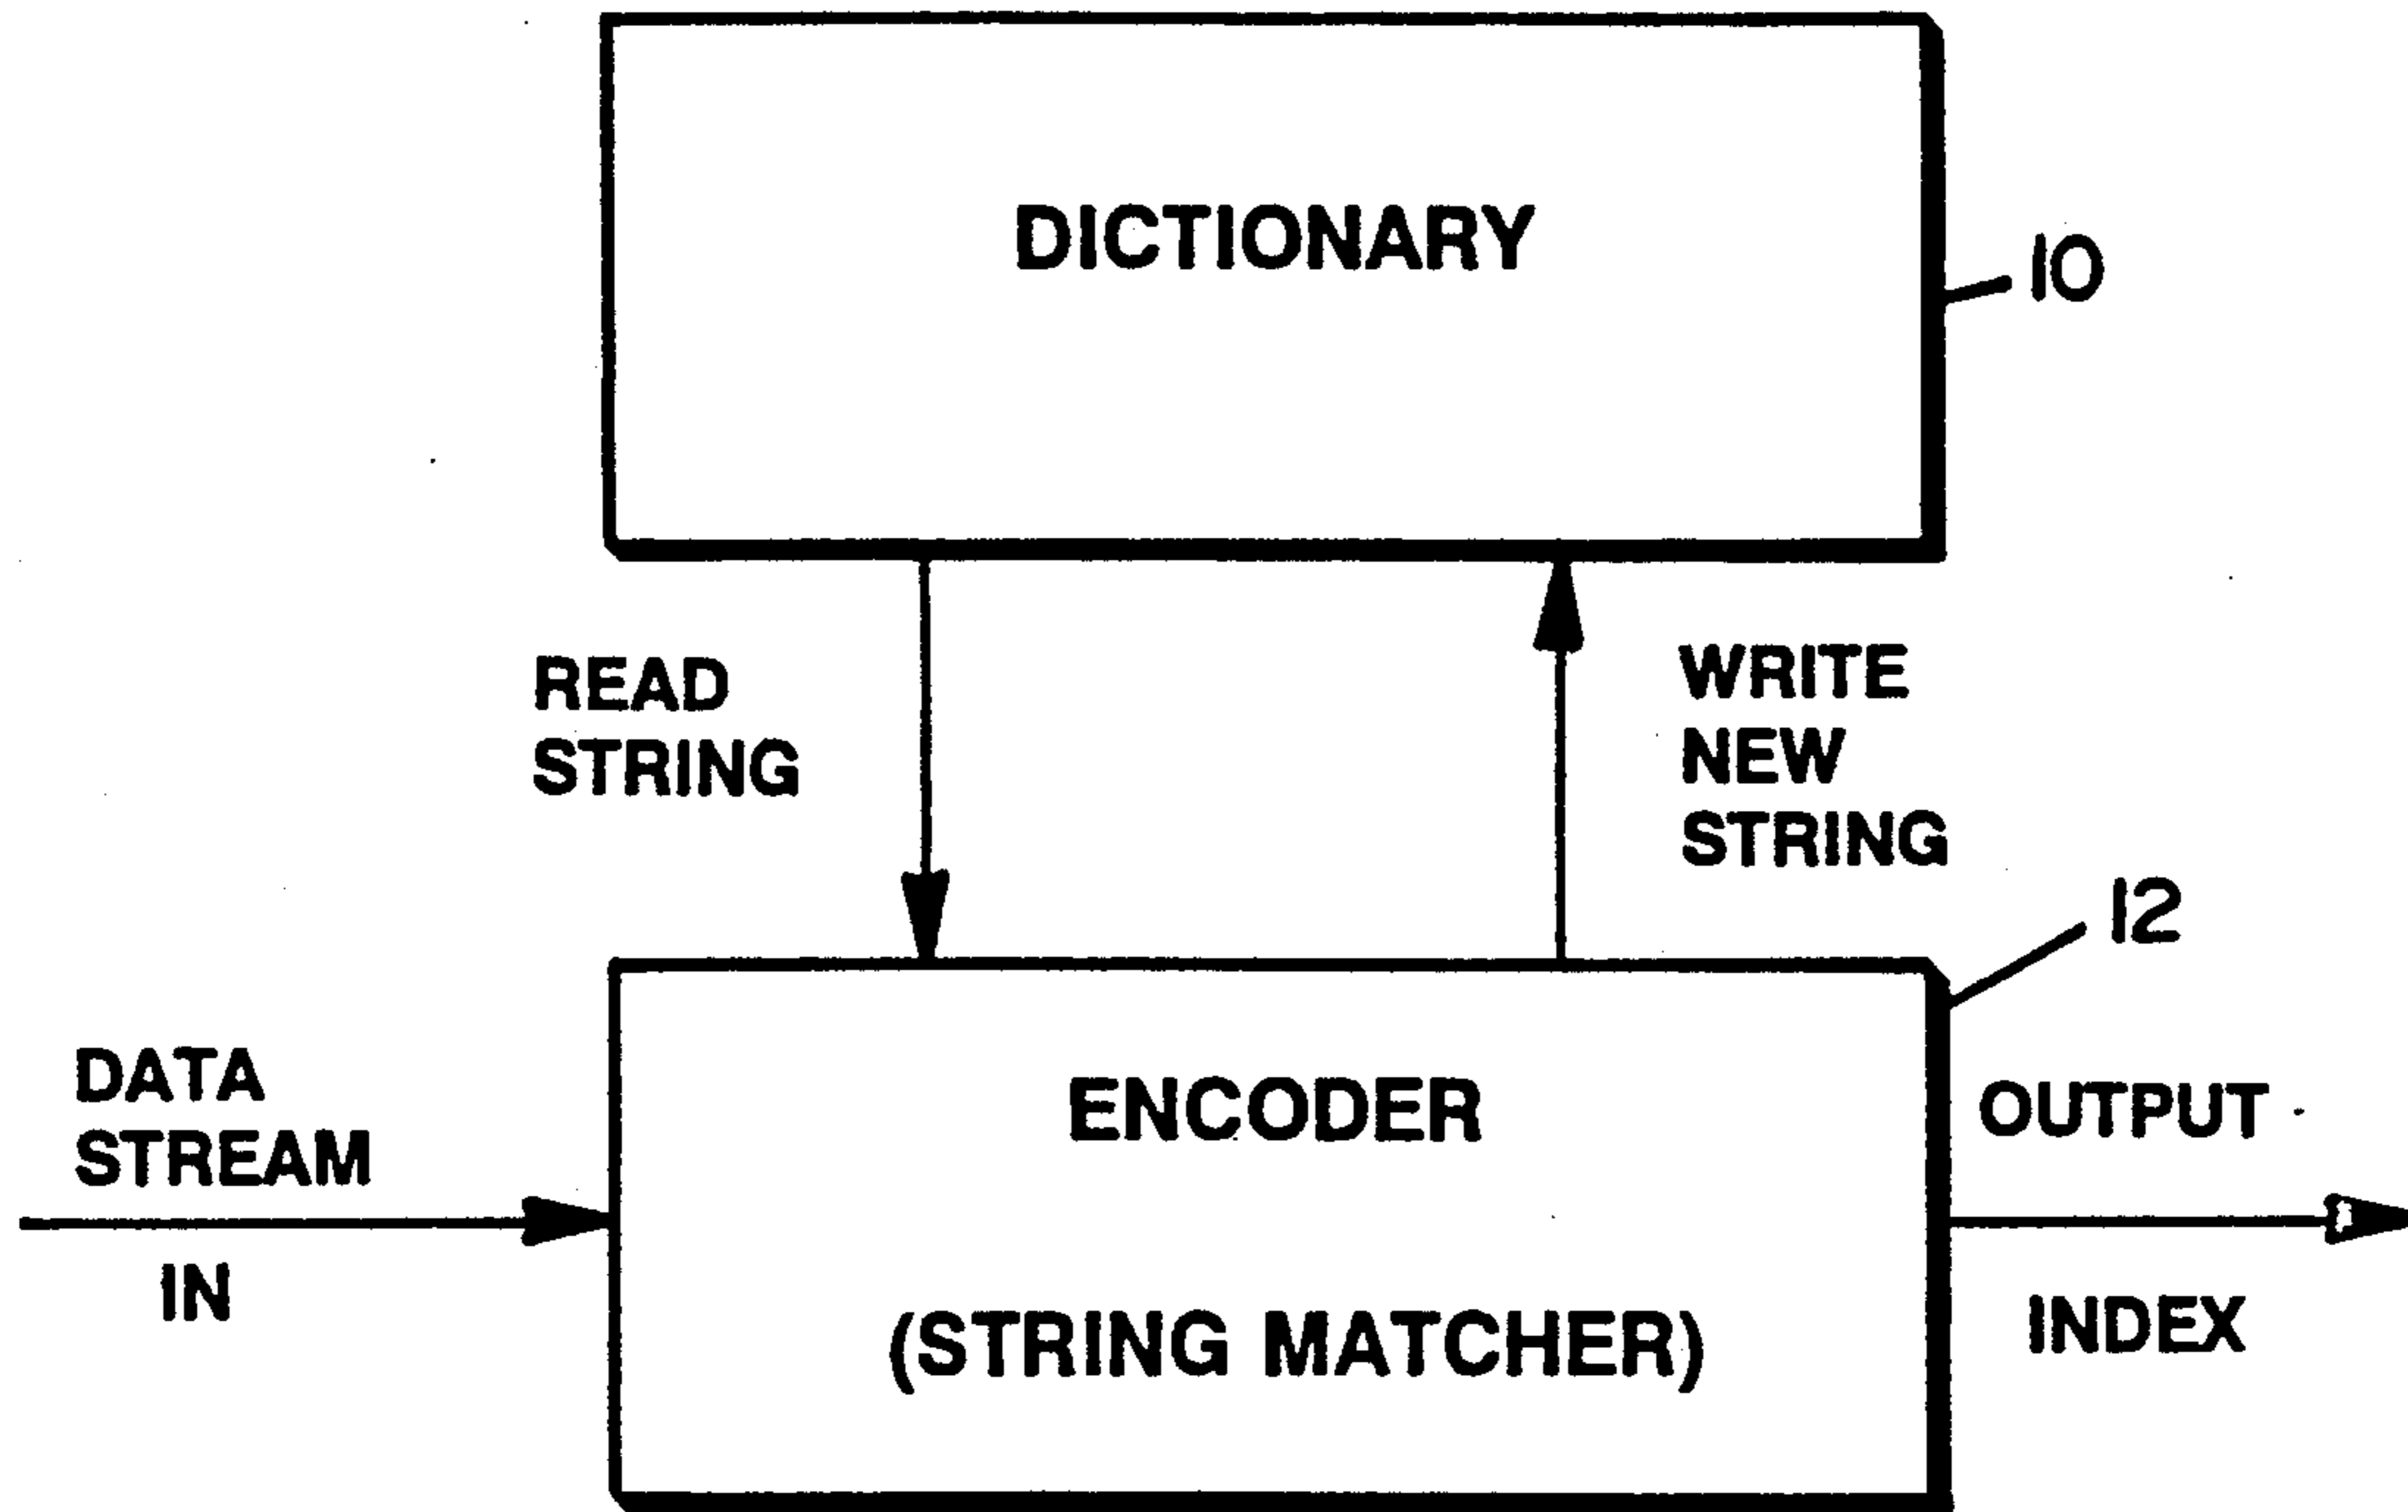 DICTIONARY
10
READ
STRING
WRITE
NEW
STRING
12
DATA
STREAM
IN
ENCODER
(STRING MATCHER)
OUTPUT
INDEX